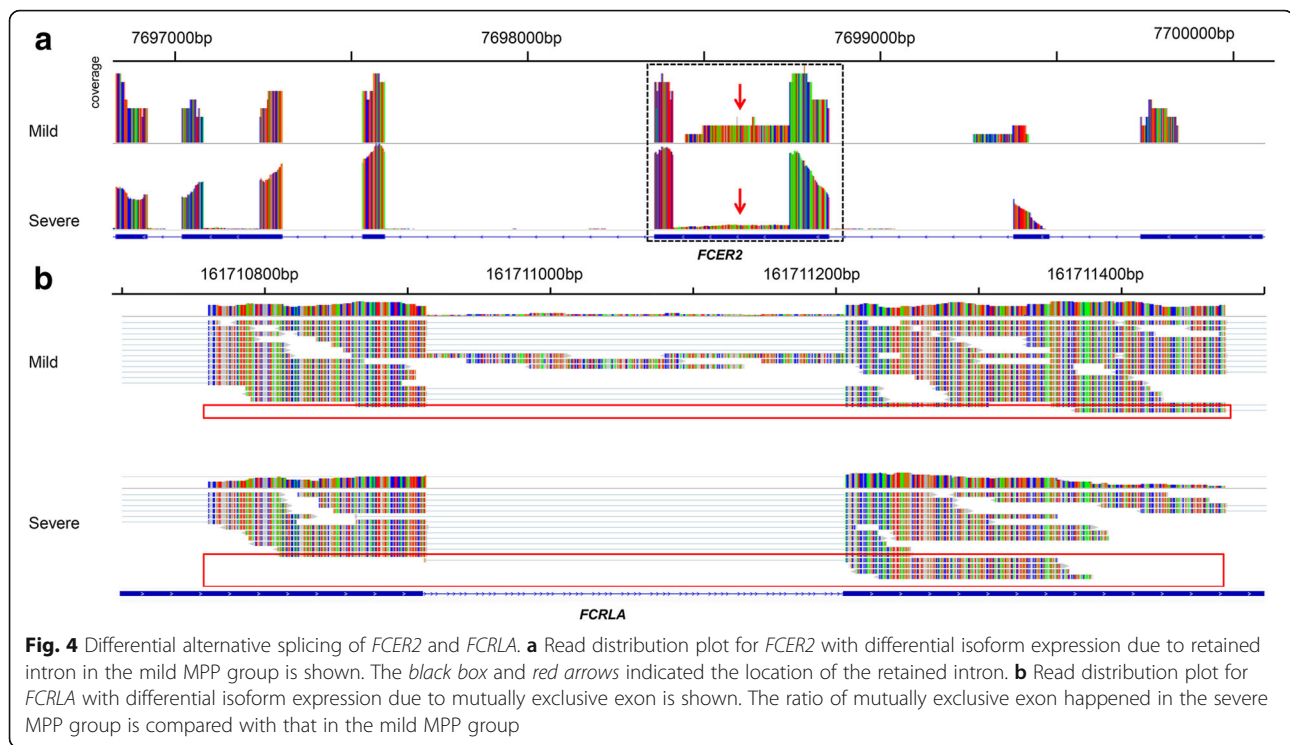 a
7697000bp 7698000bp 7699000bp 7700000bp
coverage
Mild
Severe
FCER2
b
161710800bp 161711000bp 161711200bp 161711400bp
Mild
Severe
FCRLA
Fig. 4 Differential alternative splicing of FCER2 and FCRLA. a Read distribution plot for FCER2 with differential isoform expression due to retained
intron in the mild MPP group is shown. The black box and red arrows indicated the location of the retained intron. b Read distribution plot for
FCRLA with differential isoform expression due to mutually exclusive exon is shown. The ratio of mutually exclusive exon happened in the severe
MPP group is compared with that in the mild MPP group